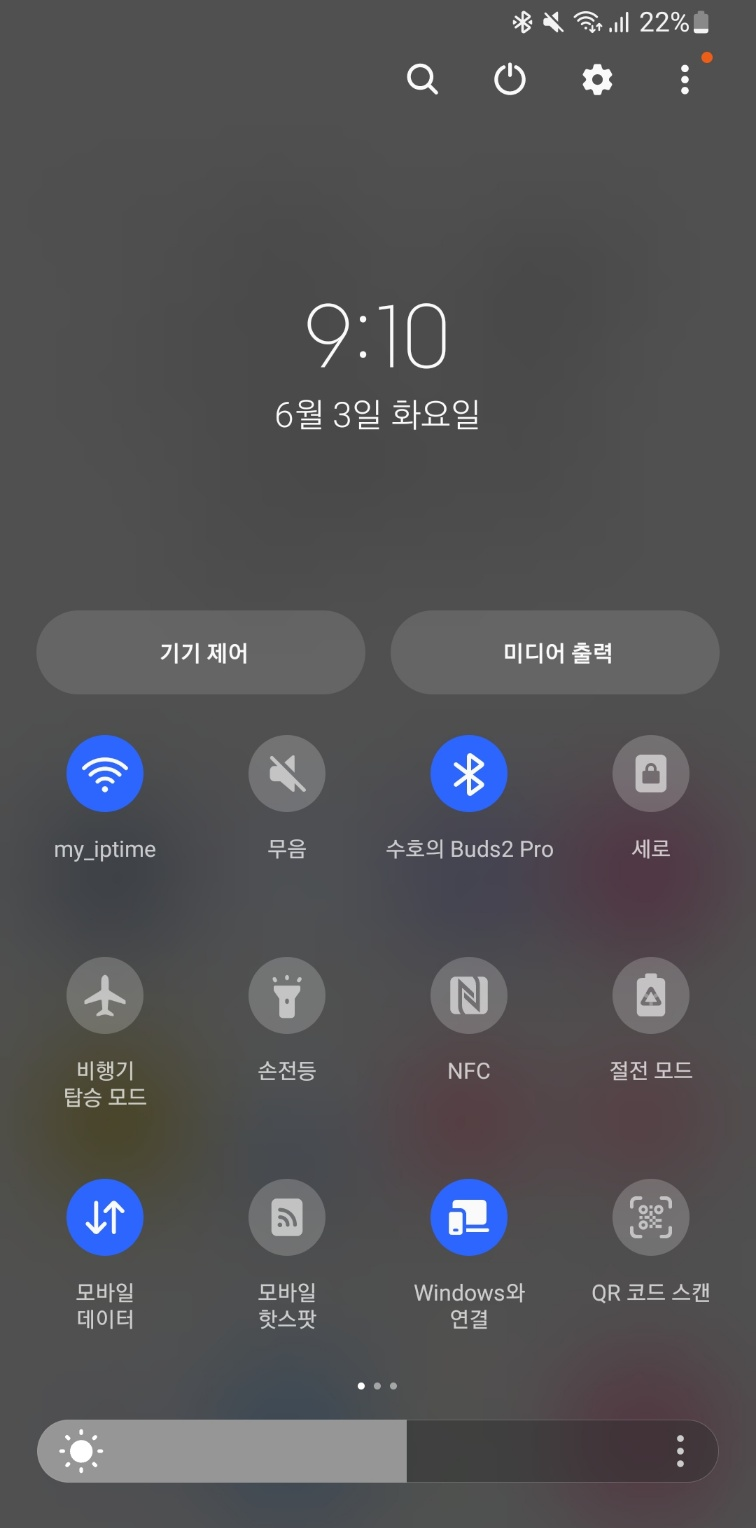 22%
9:10
6월 3일 화요일
기기 제어
미디어 출력
my_iptime
무음
수호의 Buds2 Pro
세로
비행기
탑승 모드
손전등
NFC
절전 모드
모바일
데이터
모바일
핫스팟
Windows와
연결
QR 코드 스캔